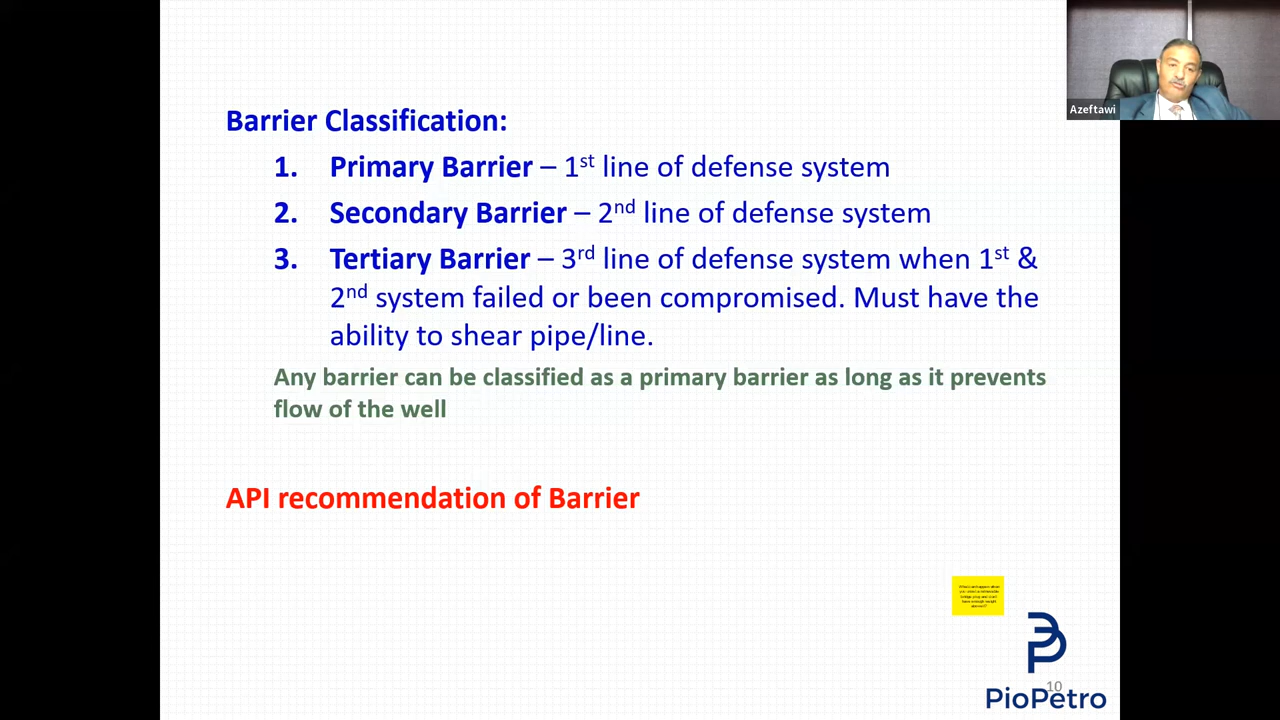 Azeftawi
Barrier Classification:
1. Primary Barrier – 1st line of defense system
2. Secondary Barrier – 2nd line of defense system
3. Tertiary Barrier – 3rd line of defense system when 1st &
2nd system failed or been compromised. Must have the
ability to shear pipe/line.
Any barrier can be classified as a primary barrier as long as it prevents
flow of the well
API recommendation of Barrier
10
PioPetro